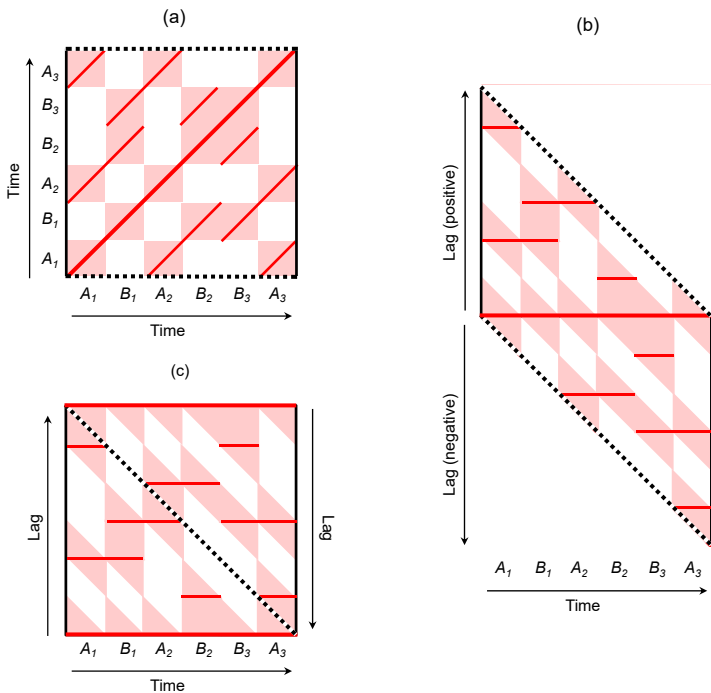 (a)
A3
B3
B2
A2
B1
A1
Time
A1 B1 A2 B2 B3 A3
Time
(b)
Lag (positive)
Lag (negative)
A1 B1 A2 B2 B3 A3
Time
(c)
Lag
Lag
A1 B1 A2 B2 B3 A3
Time